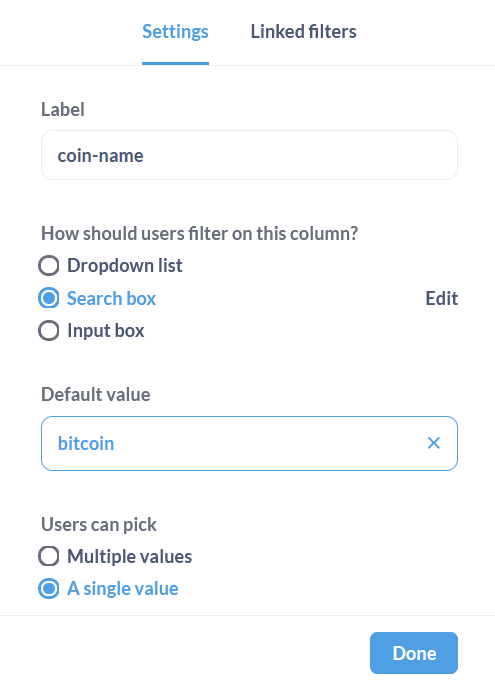 Settings Linked filters
Label
coin-name
How should users filter on this column?
Dropdown list
Search box Edit
Input box
Default value
bitcoin
Users can pick
Multiple values
A single value
Done